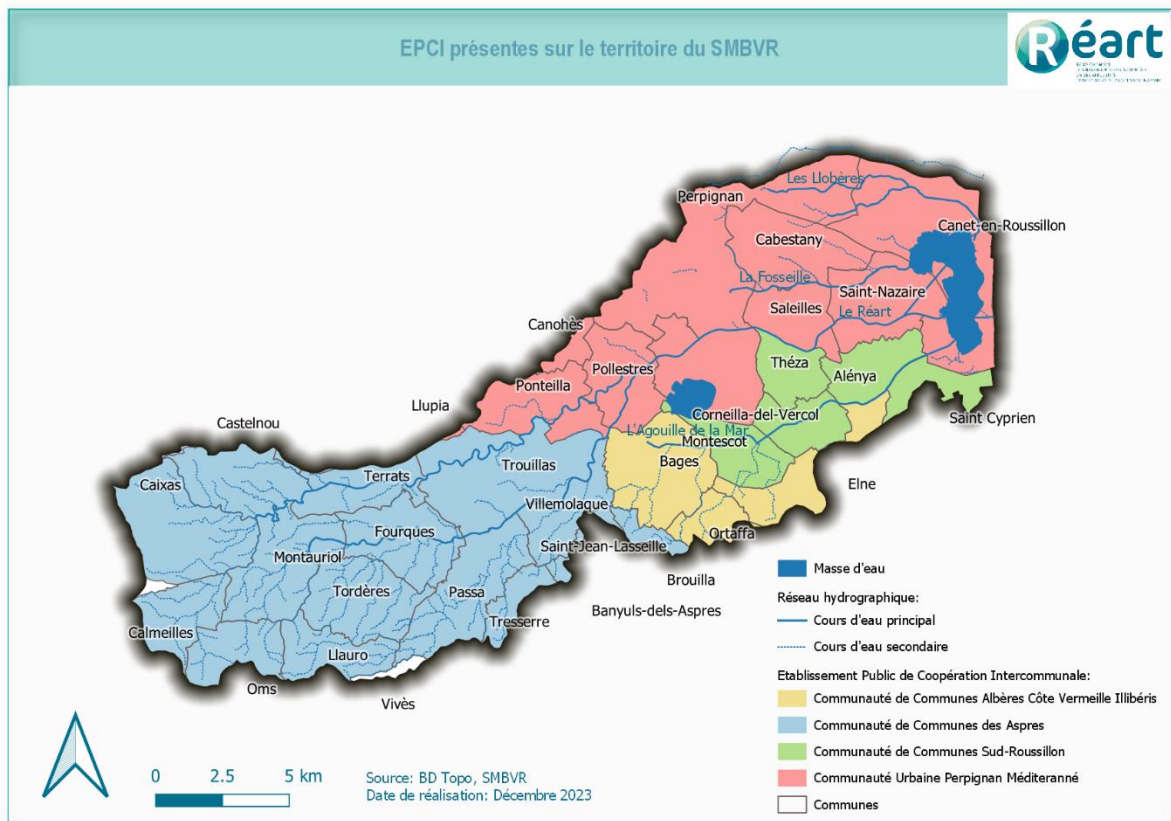 EPCI présentes sur le territoire du SMBVR
Réart
Les Llobères
Perpignan
Canet-en-Roussillon
Cabestany
La Fosseille
Saint-Nazaire
Saleilles
Le Réart
Canohès
Théza
Pollestres
Alénya
Ponteilla
Llupia
Corneilla-del-Vercol
Saint Cyprien
Castelnou
L'Agouille de la Mar
Montescot
Bages
Trouillas
Terrats
Caixas
Elne
Villemolaque
Fourques
Ortaffa
Saint-Jean-Lasseille
Montauriol
Brouilla
Tordères
Passa
Banyuls-dels-Aspres
Tresserre
Calmeilles
Llauro
Oms
Vivès
Masse d'eau
Réseau hydrographique:
Cours d'eau principal
Cours d'eau secondaire
Etablissement Public de Coopération Intercommunale:
Communauté de Communes Albères Côte Vermeille Illibéris
Communauté de Communes des Aspres
Communauté de Communes Sud-Roussillon
Communauté Urbaine Perpignan Méditeranné
Communes
0 2.5 5 km
Source: BD Topo, SMBVR
Date de réalisation: Décembre 2023